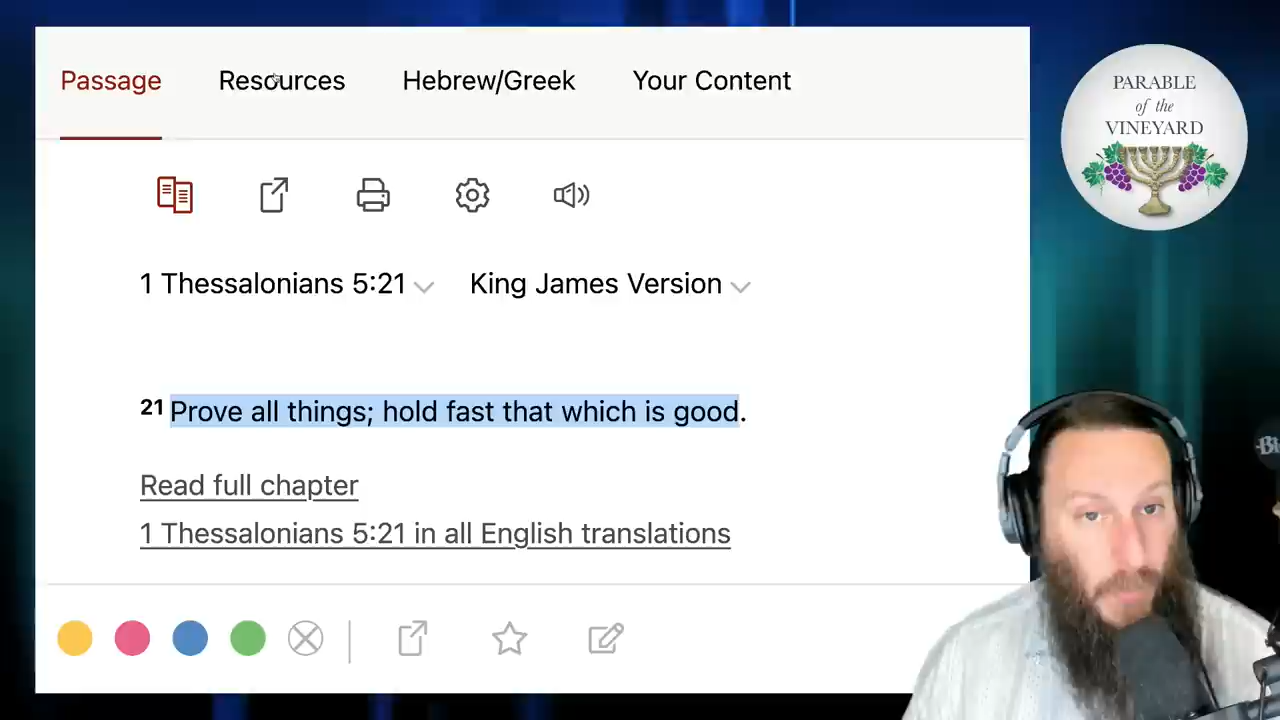 Passage Resources Hebrew/Greek Your Content
PARABLE
of the
VINEYARD
1 Thessalonians 5:21 King James Version
21 Prove all things; hold fast that which is good.
Read full chapter
1 Thessalonians 5:21 in all English translations